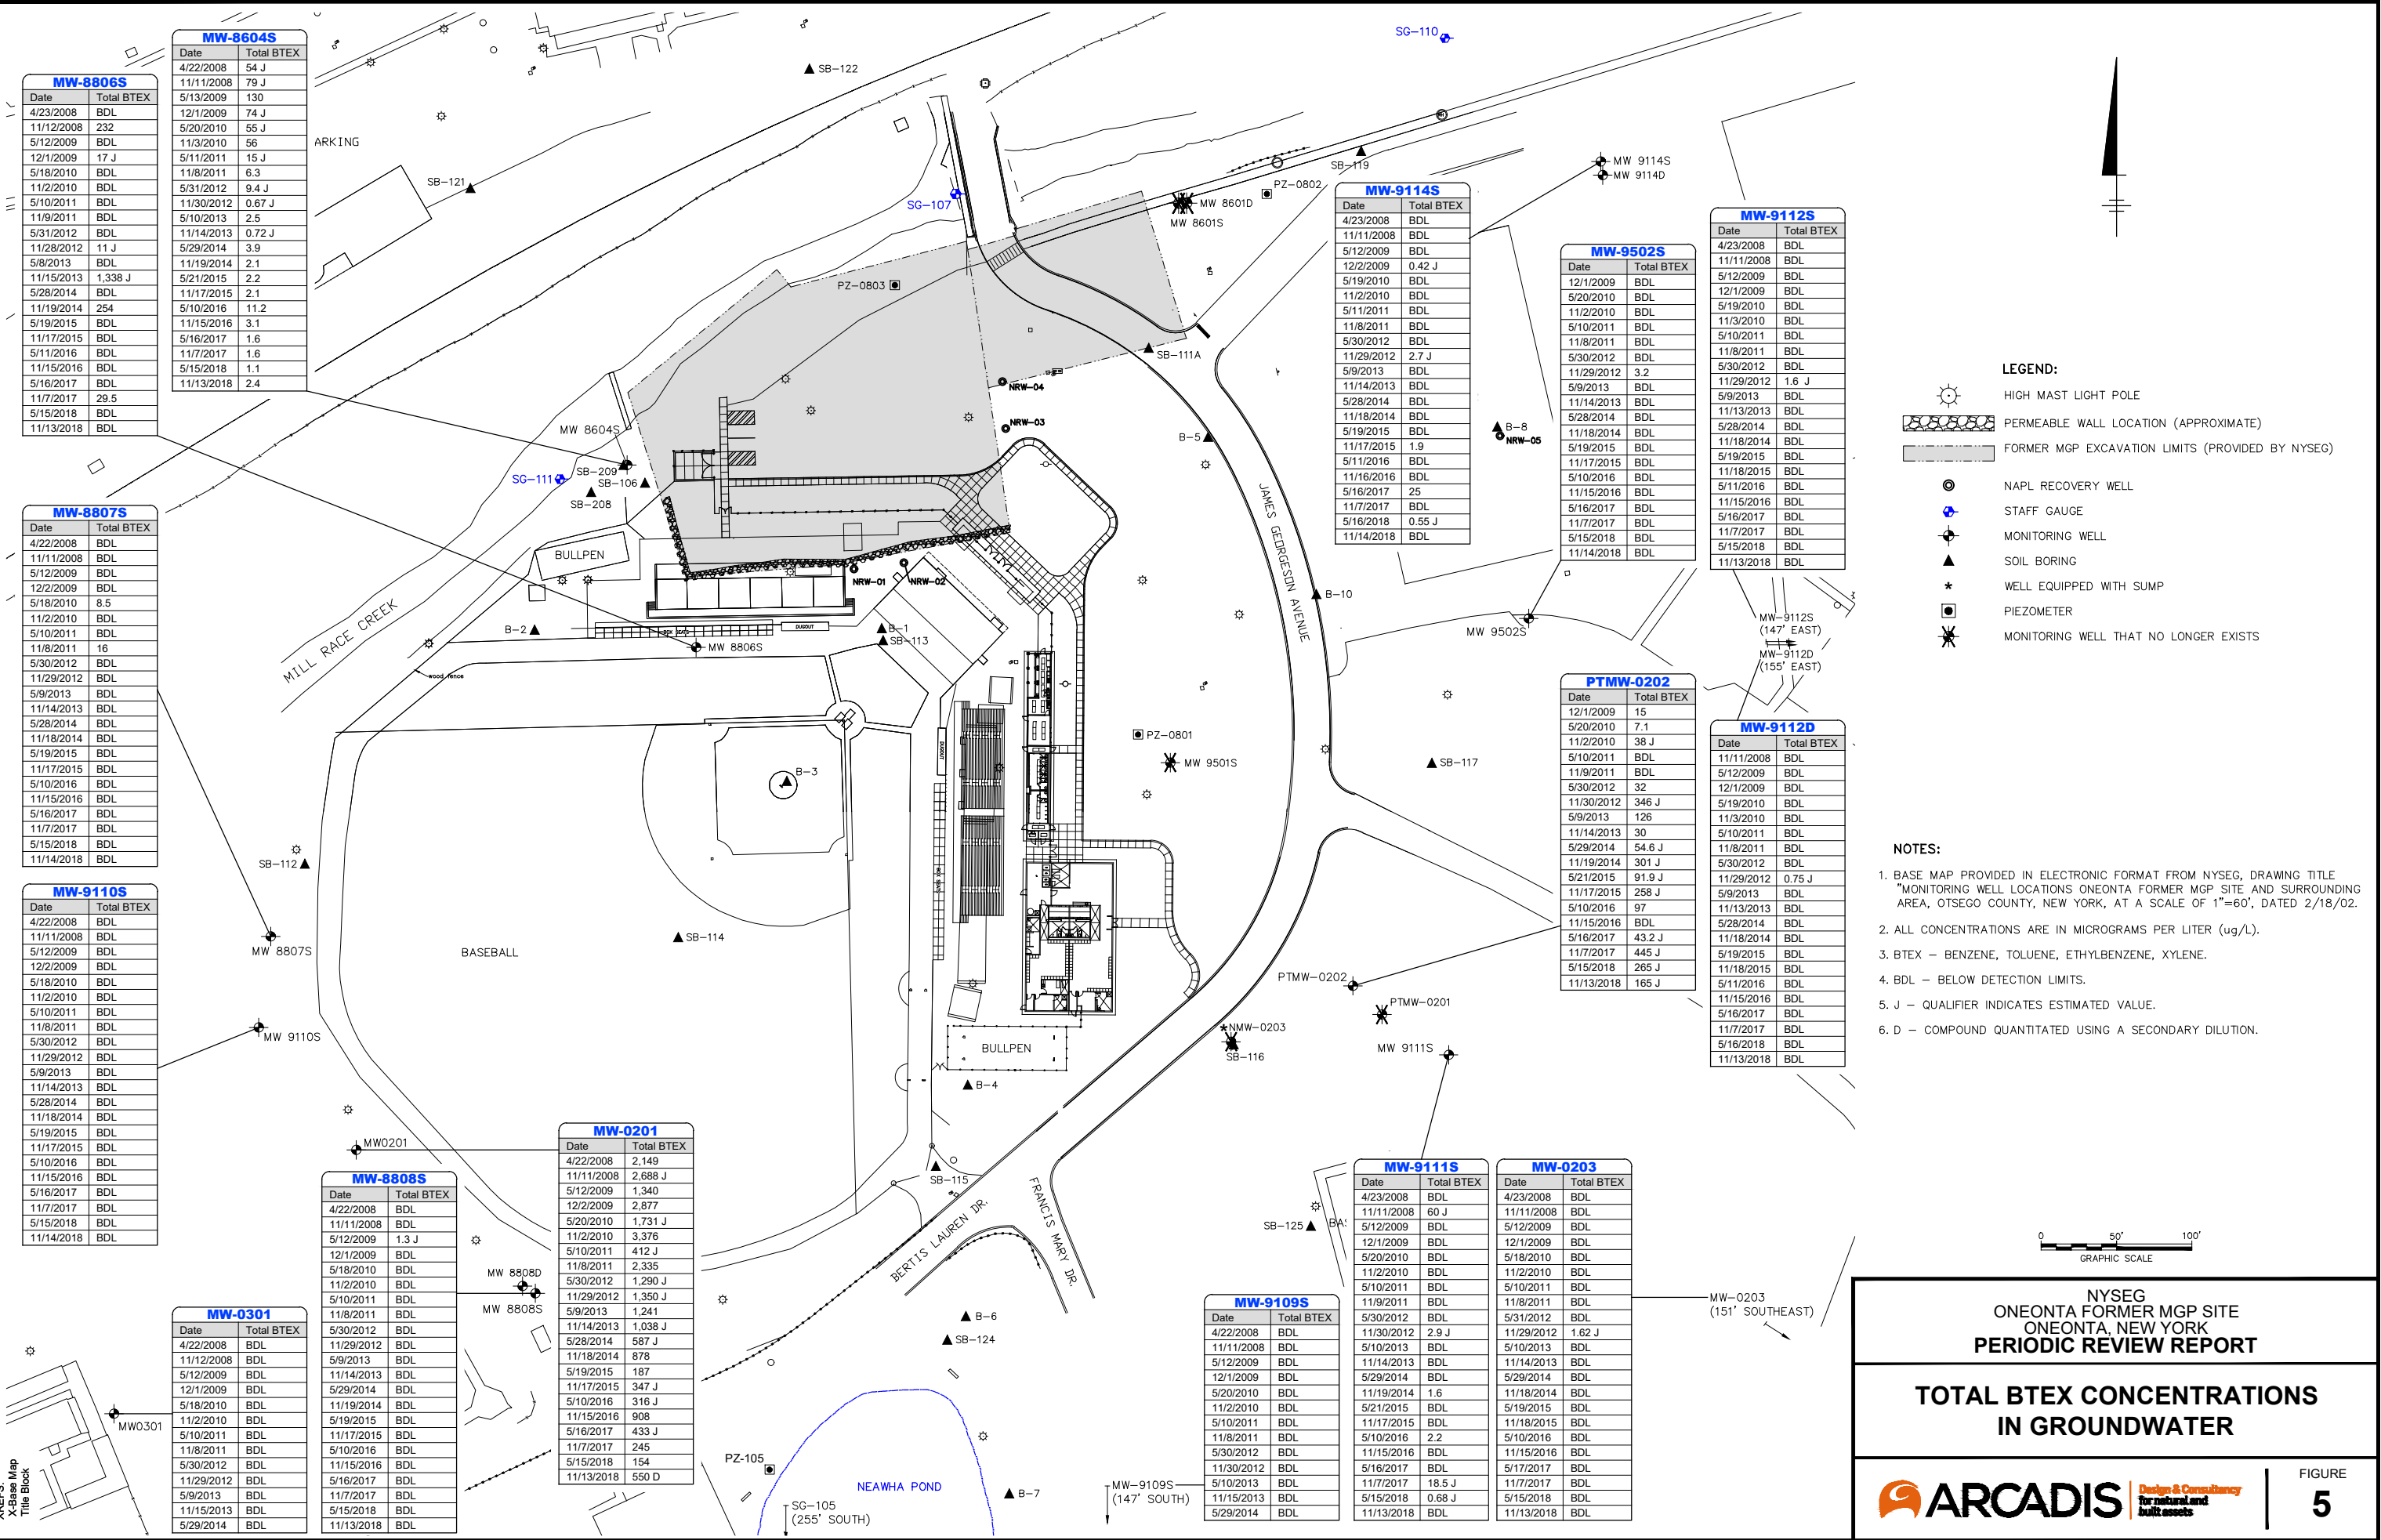 MW-8604S
Date Total BTEX
4/22/2008 54 J
11/11/2008 79 J
5/13/2009 130
12/1/2009 74 J
5/20/2010 55 J
11/3/2010 56
5/11/2011 15 J
11/8/2011 6.3
5/31/2012 9.4 J
11/30/2012 0.67 J
5/10/2013 2.5
11/14/2013 0.72 J
5/29/2014 3.9
11/19/2014 2.1
5/21/2015 2.2
11/17/2015 2.1
5/10/2016 11.2
11/15/2016 3.1
5/16/2017 1.6
11/7/2017 1.6
5/15/2018 1.1
11/13/2018 2.4
MW-8806S
Date Total BTEX
4/23/2008 BDL
11/12/2008 232
5/12/2009 BDL
12/1/2009 17 J
5/18/2010 BDL
11/2/2010 BDL
5/10/2011 BDL
11/9/2011 BDL
5/31/2012 BDL
11/28/2012 11 J
5/8/2013 BDL
11/15/2013 1,338 J
5/28/2014 BDL
11/19/2014 254
5/19/2015 BDL
11/17/2015 BDL
5/11/2016 BDL
11/15/2016 BDL
5/16/2017 BDL
11/7/2017 29.5
5/15/2018 BDL
11/13/2018 BDL
MW-8807S
Date Total BTEX
4/22/2008 BDL
11/11/2008 BDL
5/12/2009 BDL
12/2/2009 BDL
5/18/2010 8.5
11/2/2010 BDL
5/10/2011 BDL
11/8/2011 16
5/30/2012 BDL
11/29/2012 BDL
5/9/2013 BDL
11/14/2013 BDL
5/28/2014 BDL
11/18/2014 BDL
5/19/2015 BDL
11/17/2015 BDL
5/10/2016 BDL
11/15/2016 BDL
5/16/2017 BDL
11/7/2017 BDL
5/15/2018 BDL
11/14/2018 BDL
MW-9110S
Date Total BTEX
4/22/2008 BDL
11/11/2008 BDL
5/12/2009 BDL
12/2/2009 BDL
5/18/2010 BDL
11/2/2010 BDL
5/10/2011 BDL
11/8/2011 BDL
5/30/2012 BDL
11/29/2012 BDL
5/9/2013 BDL
11/14/2013 BDL
5/28/2014 BDL
11/18/2014 BDL
5/19/2015 BDL
11/17/2015 BDL
5/10/2016 BDL
11/15/2016 BDL
5/16/2017 BDL
11/7/2017 BDL
5/15/2018 BDL
11/14/2018 BDL
MW-0301
Date Total BTEX
4/22/2008 BDL
11/12/2008 BDL
5/12/2009 BDL
12/1/2009 BDL
5/18/2010 BDL
11/2/2010 BDL
5/10/2011 BDL
11/8/2011 BDL
5/30/2012 BDL
11/29/2012 BDL
5/9/2013 BDL
11/15/2013 BDL
5/29/2014 BDL
MW-8808S
Date Total BTEX
4/22/2008 BDL
11/11/2008 BDL
5/12/2009 1.3 J
12/1/2009 BDL
5/18/2010 BDL
11/2/2010 BDL
5/10/2011 BDL
11/8/2011 BDL
5/30/2012 BDL
11/29/2012 BDL
5/9/2013 BDL
11/14/2013 BDL
5/29/2014 BDL
11/19/2014 BDL
5/19/2015 BDL
11/17/2015 BDL
5/10/2016 BDL
11/15/2016 BDL
5/16/2017 BDL
11/7/2017 BDL
5/15/2018 BDL
11/13/2018 BDL
MW-0201
Date Total BTEX
4/22/2008 2,149
11/11/2008 2,688 J
5/12/2009 1,340
12/2/2009 2,877
5/20/2010 1,731 J
11/2/2010 3,376
5/10/2011 412 J
11/8/2011 2,335
5/30/2012 1,290 J
11/29/2012 1,350 J
5/9/2013 1,241
11/14/2013 1,038 J
5/28/2014 587 J
11/18/2014 878
5/19/2015 187
11/17/2015 347 J
5/10/2016 316 J
11/15/2016 908
5/16/2017 433 J
11/7/2017 245
5/15/2018 154
11/13/2018 550 D
MW-9114S
Date Total BTEX
4/23/2008 BDL
11/11/2008 BDL
5/12/2009 BDL
12/2/2009 0.42 J
5/19/2010 BDL
11/2/2010 BDL
5/11/2011 BDL
11/8/2011 BDL
5/30/2012 BDL
11/29/2012 2.7 J
5/9/2013 BDL
11/14/2013 BDL
5/28/2014 BDL
11/18/2014 BDL
5/19/2015 BDL
11/17/2015 1.9
5/11/2016 BDL
11/16/2016 BDL
5/16/2017 25
11/7/2017 BDL
5/16/2018 0.55 J
11/14/2018 BDL
MW-9502S
Date Total BTEX
12/1/2009 BDL
5/20/2010 BDL
11/2/2010 BDL
5/10/2011 BDL
11/8/2011 BDL
5/30/2012 BDL
11/29/2012 3.2
5/9/2013 BDL
11/14/2013 BDL
5/28/2014 BDL
11/18/2014 BDL
5/19/2015 BDL
11/17/2015 BDL
5/10/2016 BDL
11/15/2016 BDL
5/16/2017 BDL
11/7/2017 BDL
5/15/2018 BDL
11/14/2018 BDL
MW-9112S
Date Total BTEX
4/23/2008 BDL
11/11/2008 BDL
5/12/2009 BDL
12/1/2009 BDL
5/19/2010 BDL
11/3/2010 BDL
5/10/2011 BDL
11/8/2011 BDL
5/30/2012 BDL
11/29/2012 1.6 J
5/9/2013 BDL
11/13/2013 BDL
5/28/2014 BDL
11/18/2014 BDL
5/19/2015 BDL
11/18/2015 BDL
5/11/2016 BDL
11/15/2016 BDL
5/16/2017 BDL
11/7/2017 BDL
5/15/2018 BDL
11/13/2018 BDL
PTMW-0202
Date Total BTEX
12/1/2009 15
5/20/2010 7.1
11/2/2010 38 J
5/10/2011 BDL
11/9/2011 BDL
5/30/2012 32
11/30/2012 346 J
5/9/2013 126
11/14/2013 30
5/29/2014 54.6 J
11/19/2014 301 J
5/21/2015 91.9 J
11/17/2015 258 J
5/10/2016 97
11/15/2016 BDL
5/16/2017 43.2 J
11/7/2017 445 J
5/15/2018 265 J
11/13/2018 165 J
MW-9112D
Date Total BTEX
11/11/2008 BDL
5/12/2009 BDL
12/1/2009 BDL
5/19/2010 BDL
11/3/2010 BDL
5/10/2011 BDL
11/8/2011 BDL
5/30/2012 BDL
11/29/2012 0.75 J
5/9/2013 BDL
11/13/2013 BDL
5/28/2014 BDL
11/18/2014 BDL
5/19/2015 BDL
11/18/2015 BDL
5/11/2016 BDL
11/15/2016 BDL
5/16/2017 BDL
11/7/2017 BDL
5/16/2018 BDL
11/13/2018 BDL
MW-9109S
Date Total BTEX
4/22/2008 BDL
11/11/2008 BDL
5/12/2009 BDL
12/1/2009 BDL
5/20/2010 BDL
11/2/2010 BDL
5/10/2011 BDL
11/8/2011 BDL
5/30/2012 BDL
11/30/2012 BDL
5/10/2013 BDL
11/15/2013 BDL
5/29/2014 BDL
MW-9111S
Date Total BTEX
4/23/2008 BDL
11/11/2008 60 J
5/12/2009 BDL
12/1/2009 BDL
5/20/2010 BDL
11/2/2010 BDL
5/10/2011 BDL
11/9/2011 BDL
5/30/2012 BDL
11/30/2012 2.9 J
5/10/2013 BDL
11/14/2013 BDL
5/29/2014 BDL
11/19/2014 1.6
5/21/2015 BDL
11/17/2015 BDL
5/10/2016 2.2
11/15/2016 BDL
5/16/2017 BDL
11/7/2017 18.5 J
5/15/2018 0.68 J
11/13/2018 BDL
MW-0203
Date Total BTEX
4/23/2008 BDL
11/11/2008 BDL
5/12/2009 BDL
12/1/2009 BDL
5/18/2010 BDL
11/2/2010 BDL
5/10/2011 BDL
11/8/2011 BDL
5/31/2012 BDL
11/29/2012 1.62 J
5/10/2013 BDL
11/14/2013 BDL
5/29/2014 BDL
11/18/2014 BDL
5/19/2015 BDL
11/18/2015 BDL
5/10/2016 BDL
11/15/2016 BDL
5/17/2017 BDL
11/7/2017 BDL
5/15/2018 BDL
11/13/2018 BDL
SG-110
SB-122
ARKING
SB-121
SG-107
SB-119
PZ-0802
MW 8601D
MW 8601S
MW 9114S
MW 9114D
PZ-0803
SB-111A
NRW-04
NRW-03
MW 8604S
SB-209
SG-111
SB-106
SB-208
B-5
B-8
NRW-05
BULLPEN
NRW-01
NRW-02
JAMES GEORGESON AVENUE
B-10
MILL RACE CREEK
B-2
BOX SEATS
DUGOUT
B-1
SB-113
MW 8806S
wood fence
MW 9502S
MW-9112S
(147' EAST)
MW-9112D
(155' EAST)
DUGOUT
BOX SEATS
PZ-0801
MW 9501S
SB-117
B-3
SB-112
MW 8807S
SB-114
BASEBALL
MW 9110S
PTMW-0202
PTMW-0201
*NMW-0203
SB-116
MW 9111S
BULLPEN
B-4
MW0201
SB-115
BERTIS LAUREN DR.
FRANCIS MARY DR.
SB-125
BA
MW 8808D
MW 8808S
B-6
SB-124
MW-0203
(151' SOUTHEAST)
MW0301
PZ-105
NEAWHA POND
B-7
SG-105
(255' SOUTH)
MW-9109S
(147' SOUTH)
XREFS:
X-Base Map
Title Block
LEGEND:
HIGH MAST LIGHT POLE
PERMEABLE WALL LOCATION (APPROXIMATE)
FORMER MGP EXCAVATION LIMITS (PROVIDED BY NYSEG)
NAPL RECOVERY WELL
STAFF GAUGE
MONITORING WELL
SOIL BORING
* WELL EQUIPPED WITH SUMP
PIEZOMETER
MONITORING WELL THAT NO LONGER EXISTS
NOTES:
1. BASE MAP PROVIDED IN ELECTRONIC FORMAT FROM NYSEG, DRAWING TITLE
"MONITORING WELL LOCATIONS ONEONTA FORMER MGP SITE AND SURROUNDING
AREA, OTSEGO COUNTY, NEW YORK, AT A SCALE OF 1"=60', DATED 2/18/02.
2. ALL CONCENTRATIONS ARE IN MICROGRAMS PER LITER (ug/L).
3. BTEX – BENZENE, TOLUENE, ETHYLBENZENE, XYLENE.
4. BDL – BELOW DETECTION LIMITS.
5. J – QUALIFIER INDICATES ESTIMATED VALUE.
6. D – COMPOUND QUANTITATED USING A SECONDARY DILUTION.
0 50' 100'
GRAPHIC SCALE
NYSEG
ONEONTA FORMER MGP SITE
ONEONTA, NEW YORK
PERIODIC REVIEW REPORT
TOTAL BTEX CONCENTRATIONS
IN GROUNDWATER
ARCADIS
Design & Consultancy
for natural and
built assets
FIGURE
5